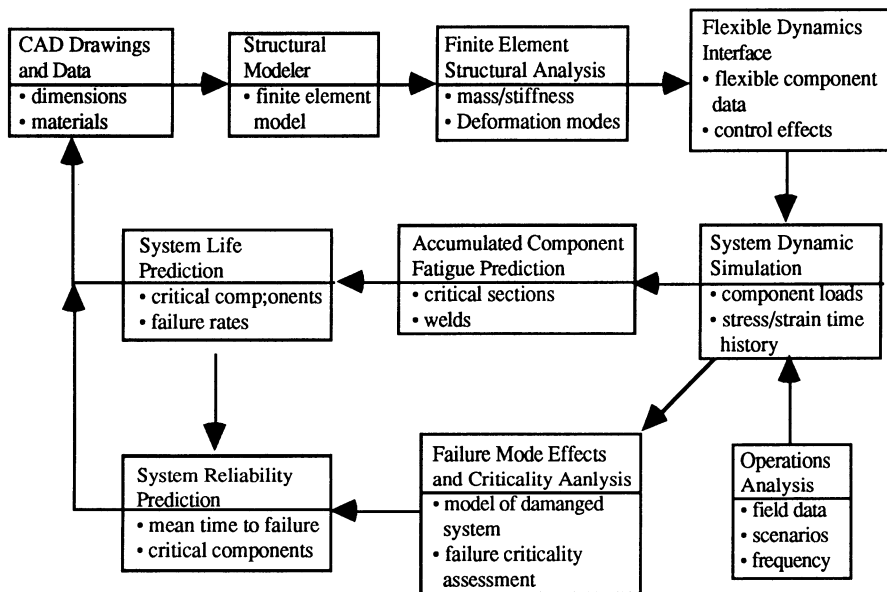 CAD Drawings
and Data
• dimensions
• materials
Structural
Modeler
• finite element
model
Finite Element
Structural Analysis
• mass/stiffness
• Deformation modes
Flexible Dynamics
Interface
• flexible component
data
• control effects
System Life
Prediction
• critical comp;onents
• failure rates
Accumulated Component
Fatigue Prediction
• critical sections
• welds
System Dynamic
Simulation
• component loads
• stress/strain time
history
System Reliability
Prediction
• mean time to failure
• critical components
Failure Mode Effects
and Criticality Aanlysis
• model of damanged
system
• failure criticality
assessment
Operations
Analysis
• field data
• scenarios
• frequency